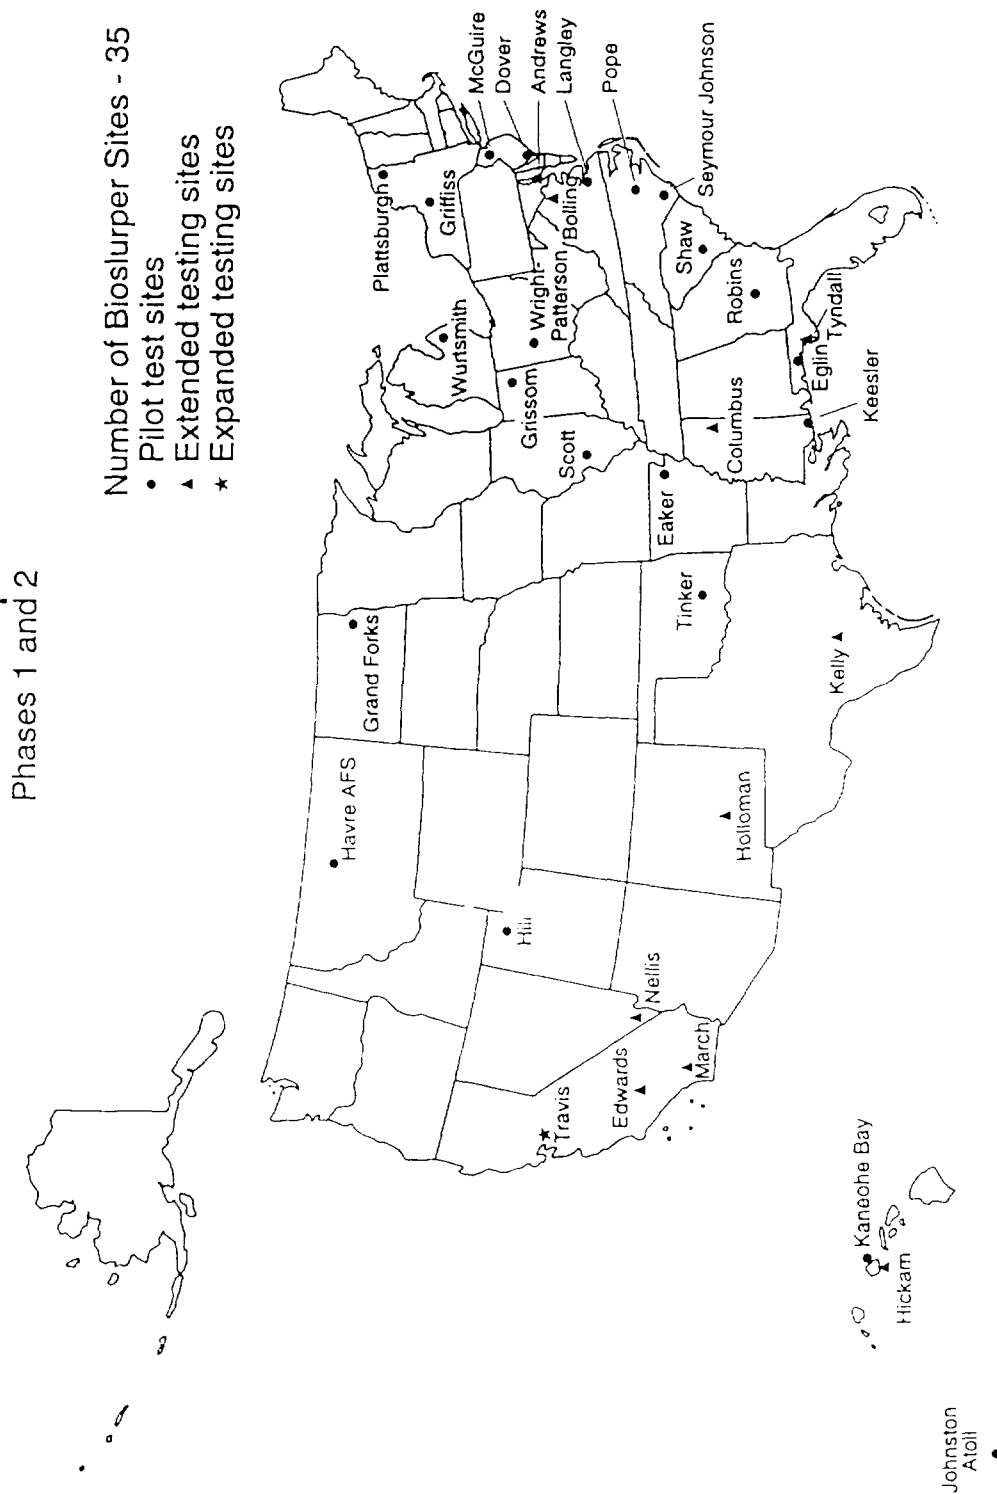 Phases 1 and 2
Number of Bioslurper Sites - 35
• Pilot test sites
▲ Extended testing sites
★ Expanded testing sites
Plattsburgh
Griffiss
McGuire
Dover
Andrews
Langley
Bolling
Pope
Seymour Johnson
Shaw
Robins
Wurtsmith
Wright-
Patterson
Grissom
Scott
Columbus
Eglin
Tyndall
Keesler
Eaker
Tinker
Grand Forks
Havre AFS
Kelly
Holloman
Hill
Nellis
March
Edwards
Travis
Kaneohe Bay
Hickam
Johnston
Atoll